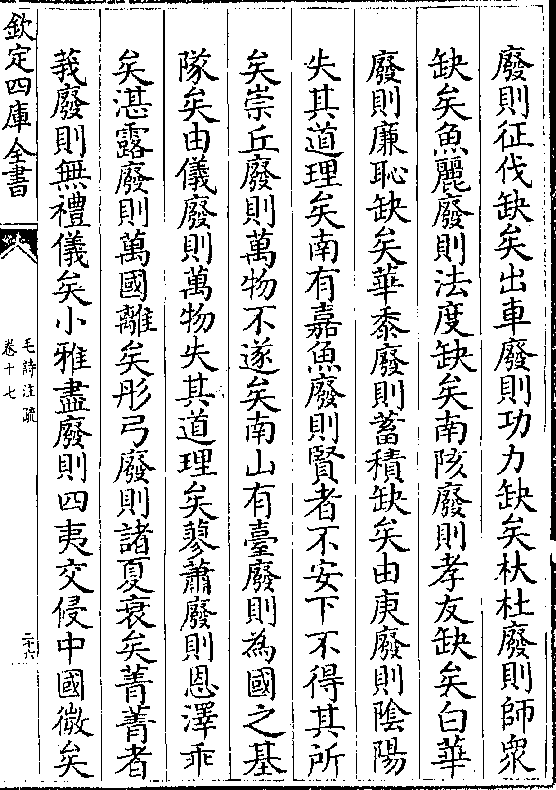 廢則征伐缺矣出車廢則功力缺矣杕杜廢則師衆
缺矣魚麗廢則法度缺矣南陔廢則孝友缺矣白華
廢則廉恥缺矣華黍廢則蓄積缺矣由庚廢則陰陽
失其道理矣南有嘉魚廢則賢者不安下不得其所
矣崇丘廢則萬物不遂矣南山有臺廢則為國之基
隊矣由儀廢則萬物失其道理矣蓼蕭廢則恩澤乖
矣湛露廢則萬國離矣彤弓廢則諸夏衰矣菁菁者
莪廢則無禮儀矣小雅盡廢則四夷交侵中國微矣
欽定四庫全書
毛詩注疏
卷十七
二十六